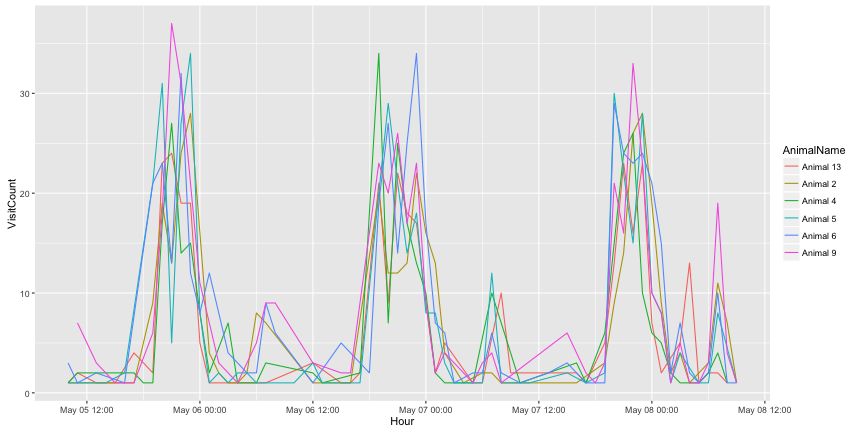 VisitCount
30
20
10
0
May 05 12:00
May 06 00:00
May 06 12:00
May 07 00:00
May 07 12:00
May 08 00:00
May 08 12:00
Hour
AnimalName
Animal 13
Animal 2
Animal 4
Animal 5
Animal 6
Animal 9